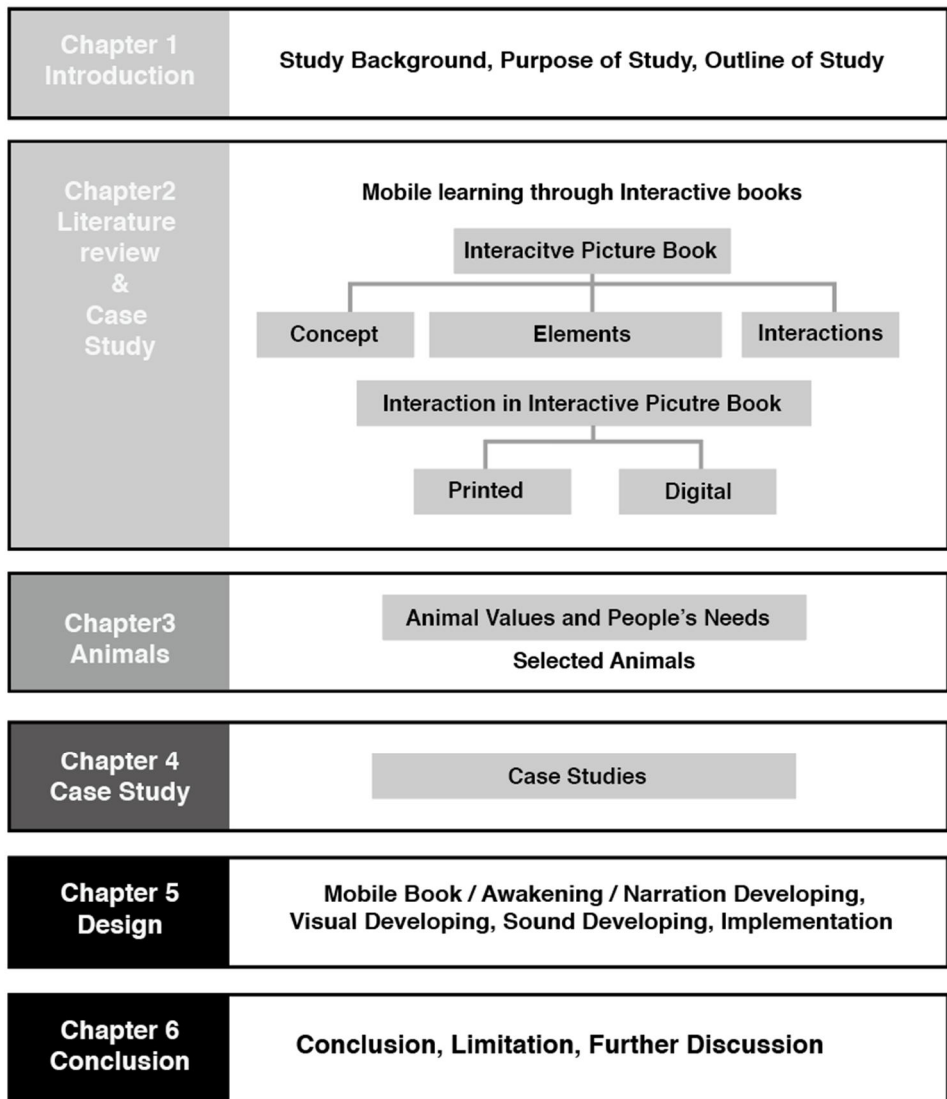 Chapter 1
Introduction
Study Background, Purpose of Study, Outline of Study
Chapter2
Literature
review
&
Case
Study
Mobile learning through Interactive books
Interacitve Picture Book
Concept
Elements
Interactions
Interaction in Interactive Picutre Book
Printed
Digital
Chapter3
Animals
Animal Values and People's Needs
Selected Animals
Chapter 4
Case Study
Case Studies
Chapter 5
Design
Mobile Book / Awakening / Narration Developing,
Visual Developing, Sound Developing, Implementation
Chapter 6
Conclusion
Conclusion, Limitation, Further Discussion